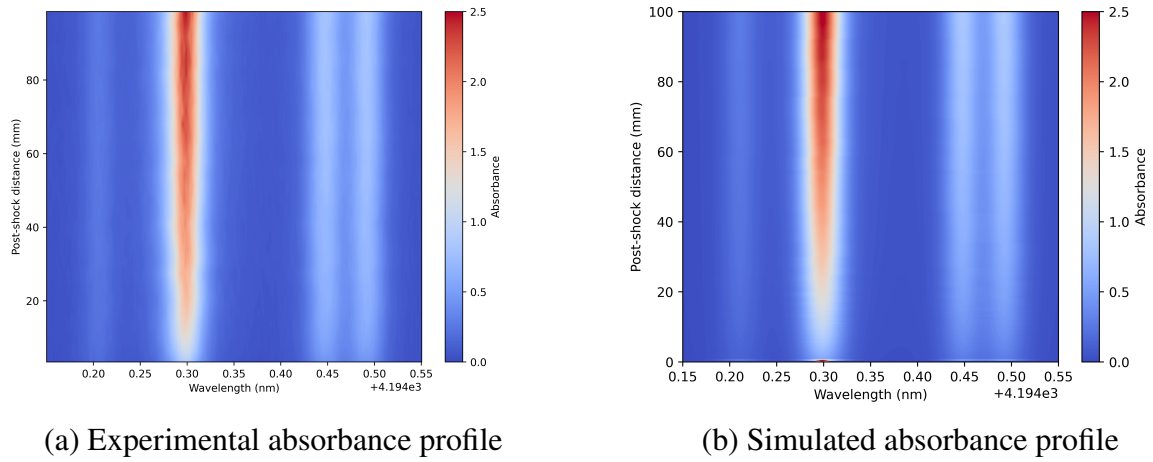 2.5
2.0
1.5
1.0
0.5
0.0
Absorbance
80
60
40
20
Post-shock distance (mm)
0.20 0.25 0.30 0.35 0.40 0.45 0.50 0.55
Wavelength (nm)
+4.194e3
(a) Experimental absorbance profile
100
80
60
40
20
0
Post-shock distance (mm)
0.15 0.20 0.25 0.30 0.35 0.40 0.45 0.50 0.55
Wavelength (nm)
+4.194e3
2.5
2.0
1.5
1.0
0.5
0.0
Absorbance
(b) Simulated absorbance profile